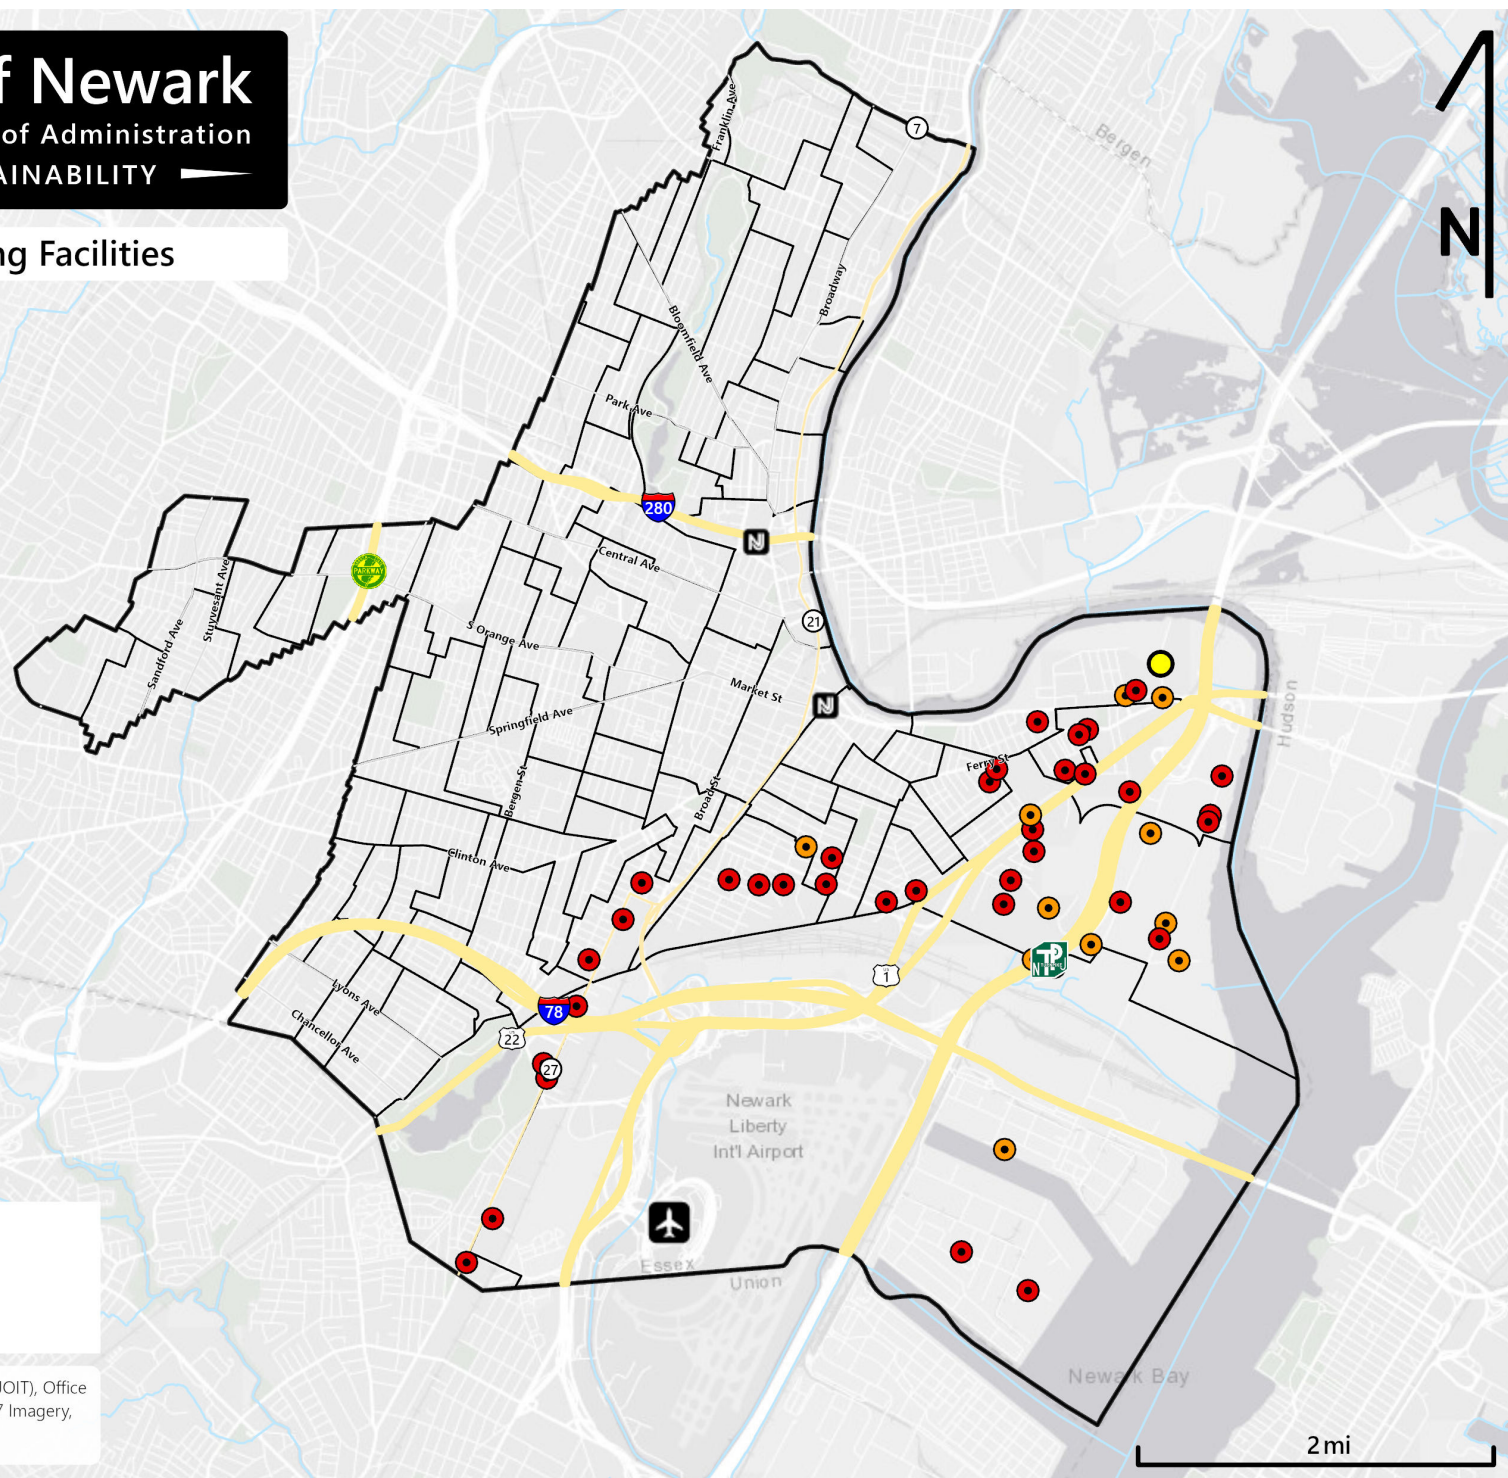 f Newark
of Administration
AINABILITY
ng Facilities
N
7
Franklin Ave
Bergen
Broadway
Bloomfield Ave
Park Ave
280
Central Ave
PARKWAY
Stuyvesant Ave
Sandford Ave
S Orange Ave
21
Market St
Springfield Ave
Hudson
Ferry St
Bergen St
Broad St
Clinton Ave
1
TP
N J
Lyons Ave
Chancellor Ave
78
22
27
Newark
Liberty
Int'l Airport
Essex
Union
Newark Bay
2 mi
JOIT), Office
7 Imagery,